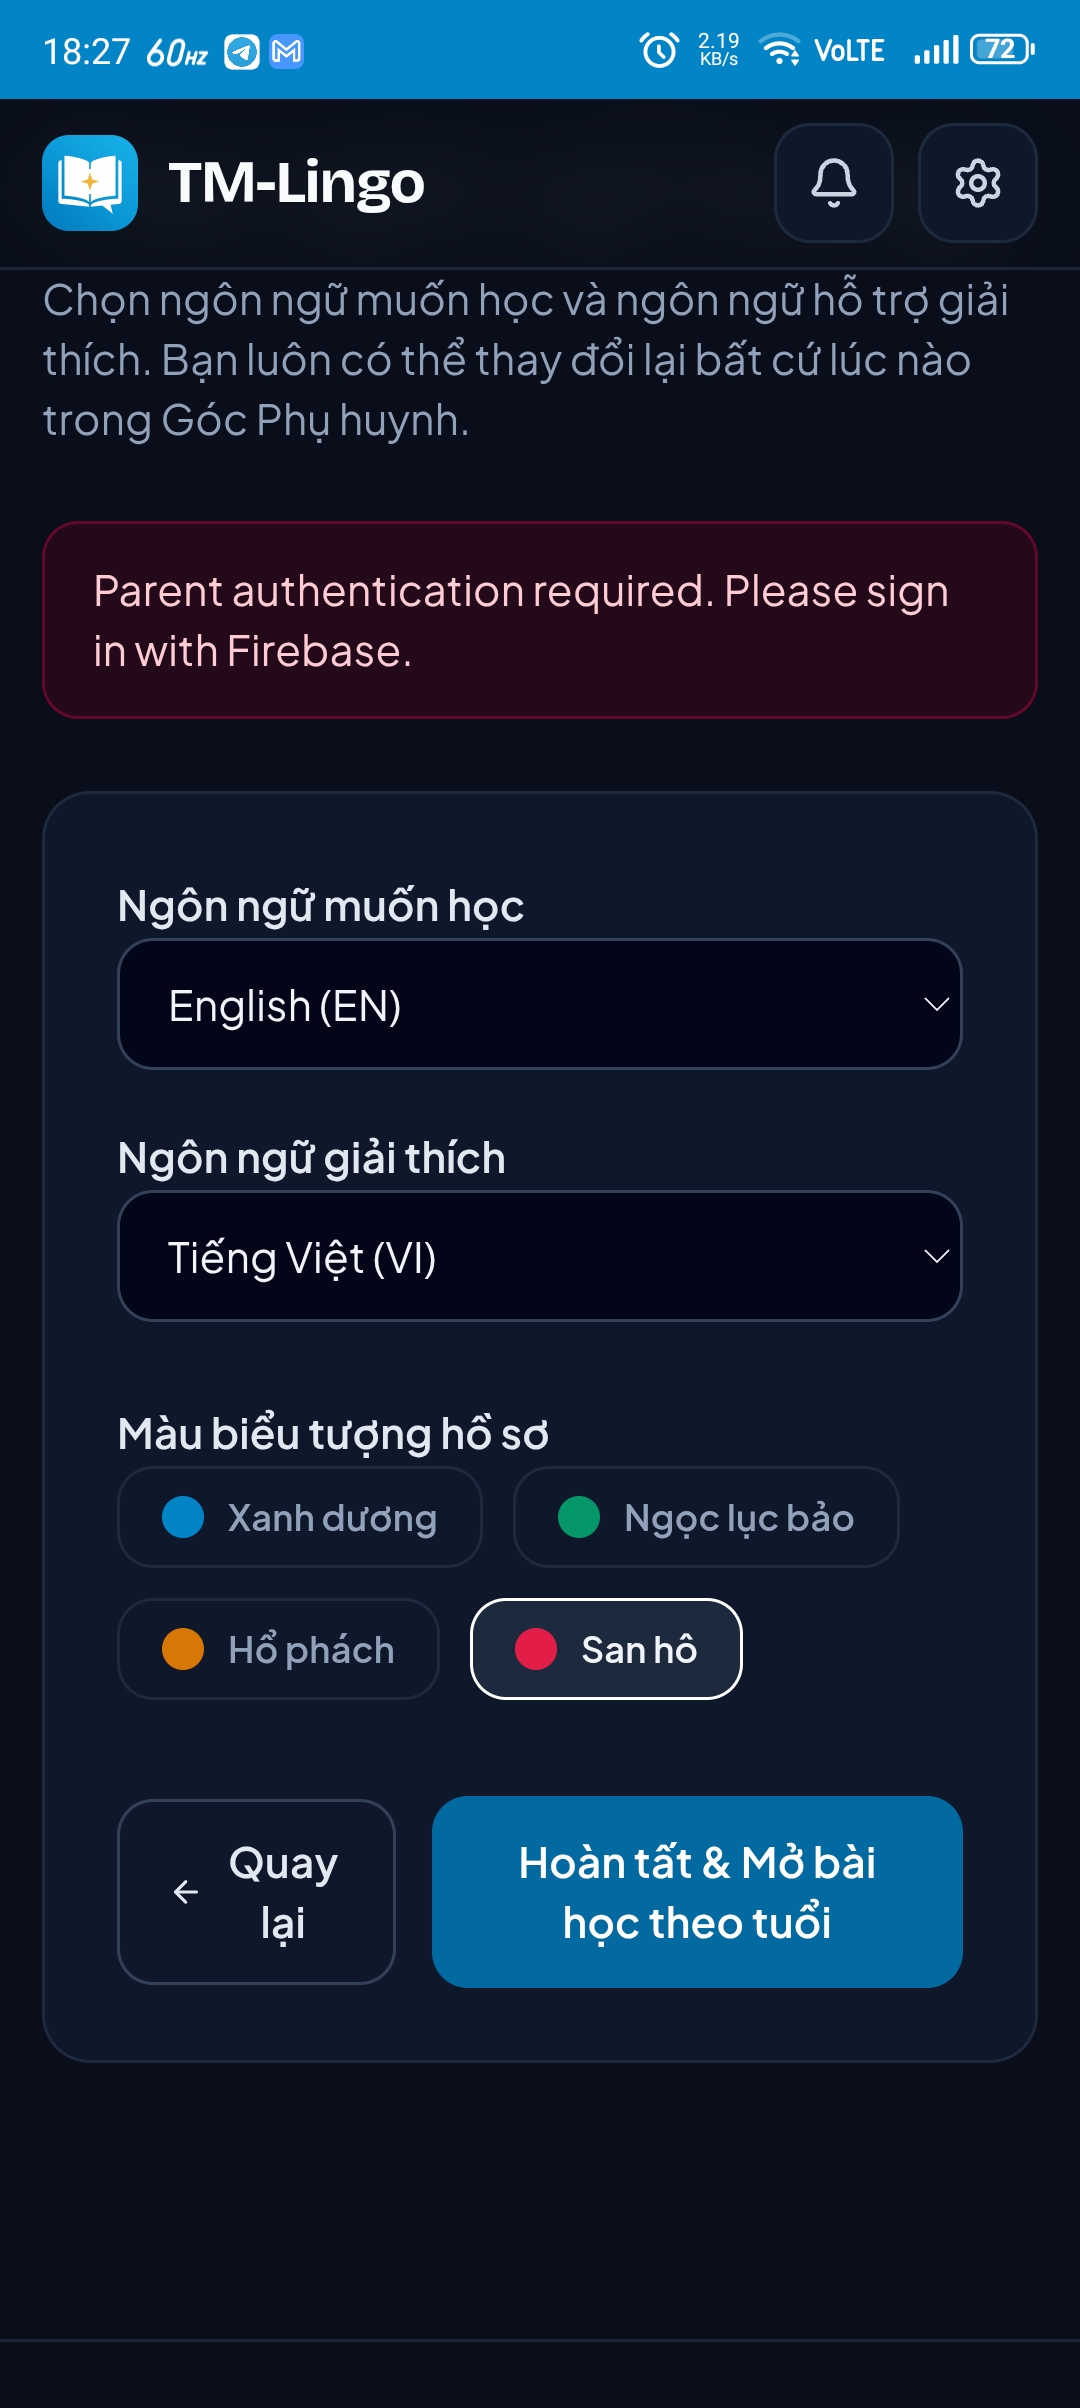 18:27 60HZ 2.19 KB/s VoLTE 72
TM-Lingo
Chọn ngôn ngữ muốn học và ngôn ngữ hỗ trợ giải
thích. Bạn luôn có thể thay đổi lại bất cứ lúc nào
trong Góc Phụ huynh.
Parent authentication required. Please sign
in with Firebase.
Ngôn ngữ muốn học
English (EN)
Ngôn ngữ giải thích
Tiếng Việt (VI)
Màu biểu tượng hồ sơ
Xanh dương
Ngọc lục bảo
Hổ phách
San hô
Quay
lại
Hoàn tất & Mở bài
học theo tuổi